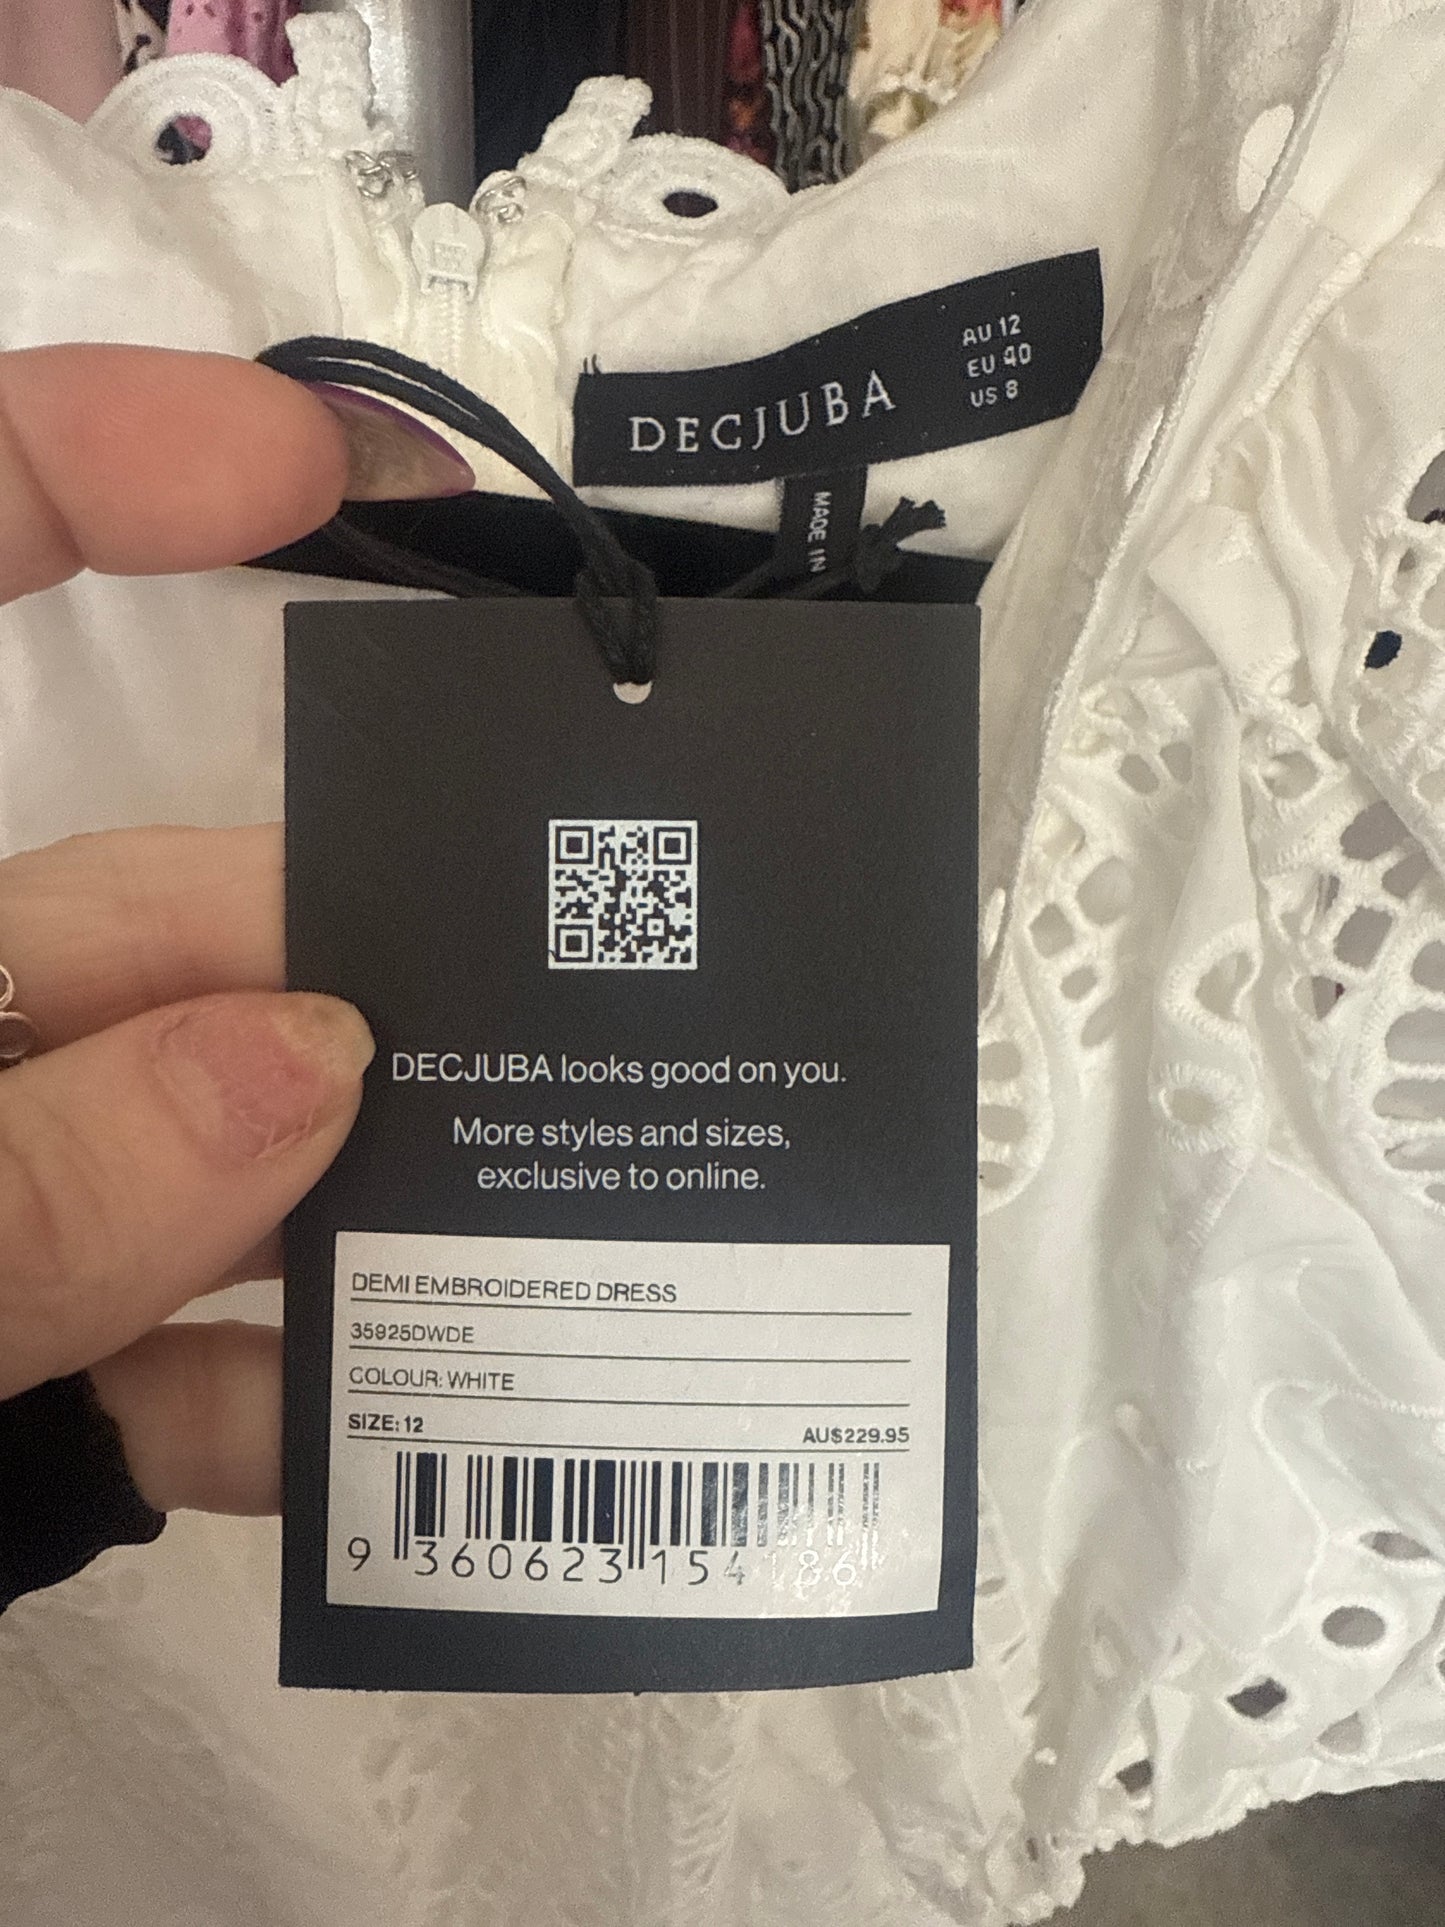 DECJUBA
AU 12
EU 40
US 8
MADE IN
DECJUBA looks good on you.
More styles and sizes,
exclusive to online.
DEMI EMBROIDERED DRESS
35925DWDE
COLOUR: WHITE
SIZE: 12 AU$229.95
9 360623 154186